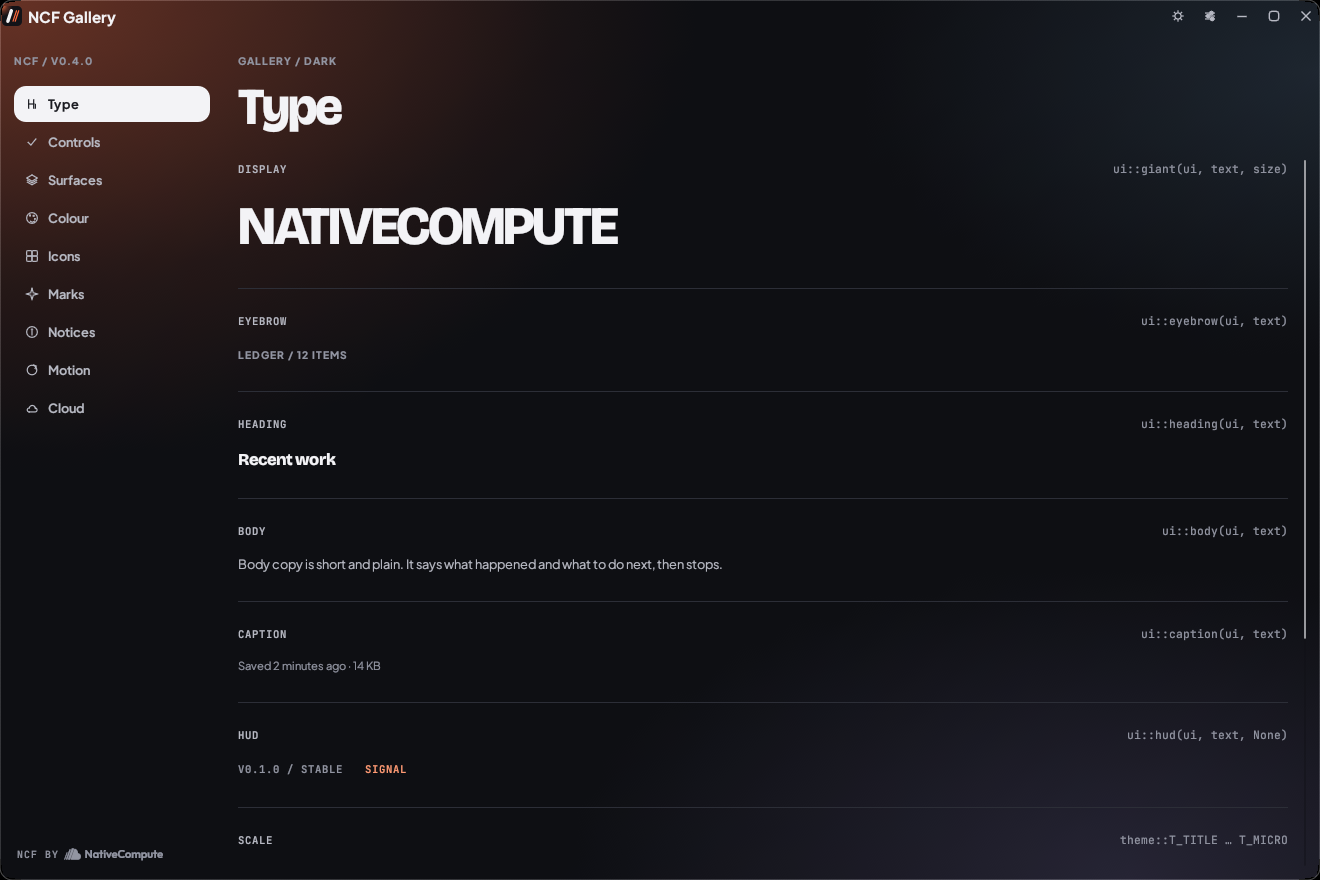 NCF Gallery
NCF / V0.4.0
Type
Controls
Surfaces
Colour
Icons
Marks
Notices
Motion
Cloud
NCF BY NativeCompute
GALLERY / DARK
Type
DISPLAY ui::giant(ui, text, size)
NATIVECOMPUTE
EYEBROW ui::eyebrow(ui, text)
LEDGER / 12 ITEMS
HEADING ui::heading(ui, text)
Recent work
BODY ui::body(ui, text)
Body copy is short and plain. It says what happened and what to do next, then stops.
CAPTION ui::caption(ui, text)
Saved 2 minutes ago · 14 KB
HUD ui::hud(ui, text, None)
V0.1.0 / STABLE SIGNAL
SCALE theme::T_TITLE … T_MICRO